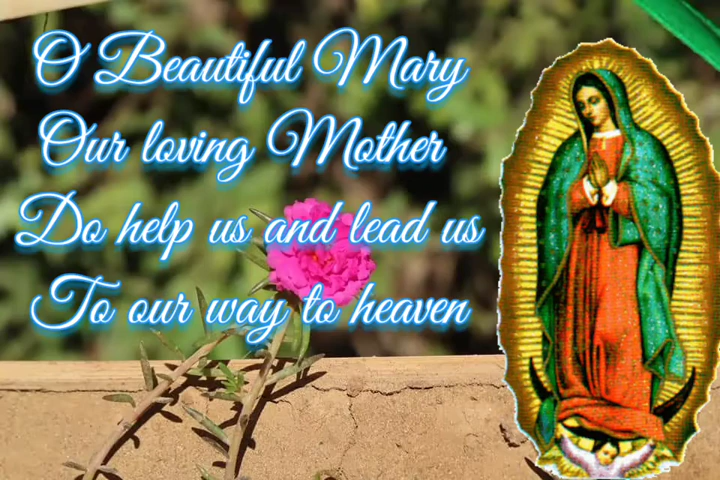 O Beautiful Mary
Our loving Mother
Do help us and lead us
To our way to heaven